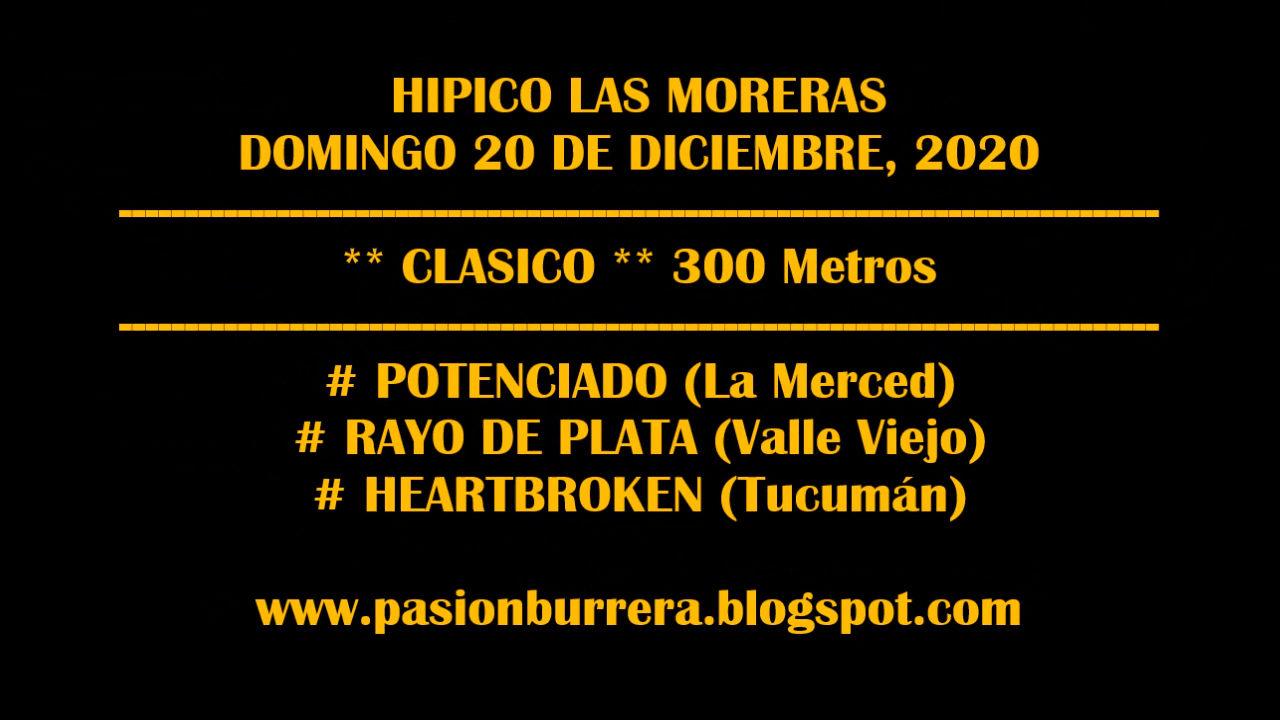 HIPICO LAS MORERAS
DOMINGO 20 DE DICIEMBRE, 2020
--------------------------------------------------------------------------------
** CLASICO ** 300 Metros
--------------------------------------------------------------------------------
# POTENCIADO (La Merced)
# RAYO DE PLATA (Valle Viejo)
# HEARTBROKEN (Tucumán)
www.pasionburrera.blogspot.com